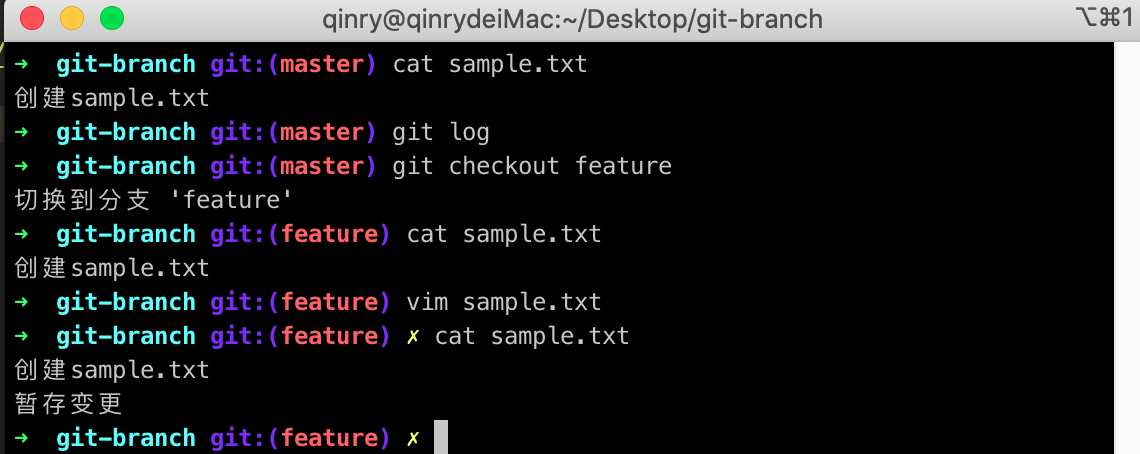 qinry@qinrydeiMac:~/Desktop/git-branch ⌥⌘1
➜ git-branch git:(master) cat sample.txt
创建sample.txt
➜ git-branch git:(master) git log
➜ git-branch git:(master) git checkout feature
切换到分支 'feature'
➜ git-branch git:(feature) cat sample.txt
创建sample.txt
➜ git-branch git:(feature) vim sample.txt
➜ git-branch git:(feature) ✗ cat sample.txt
创建sample.txt
暂存变更
➜ git-branch git:(feature) ✗